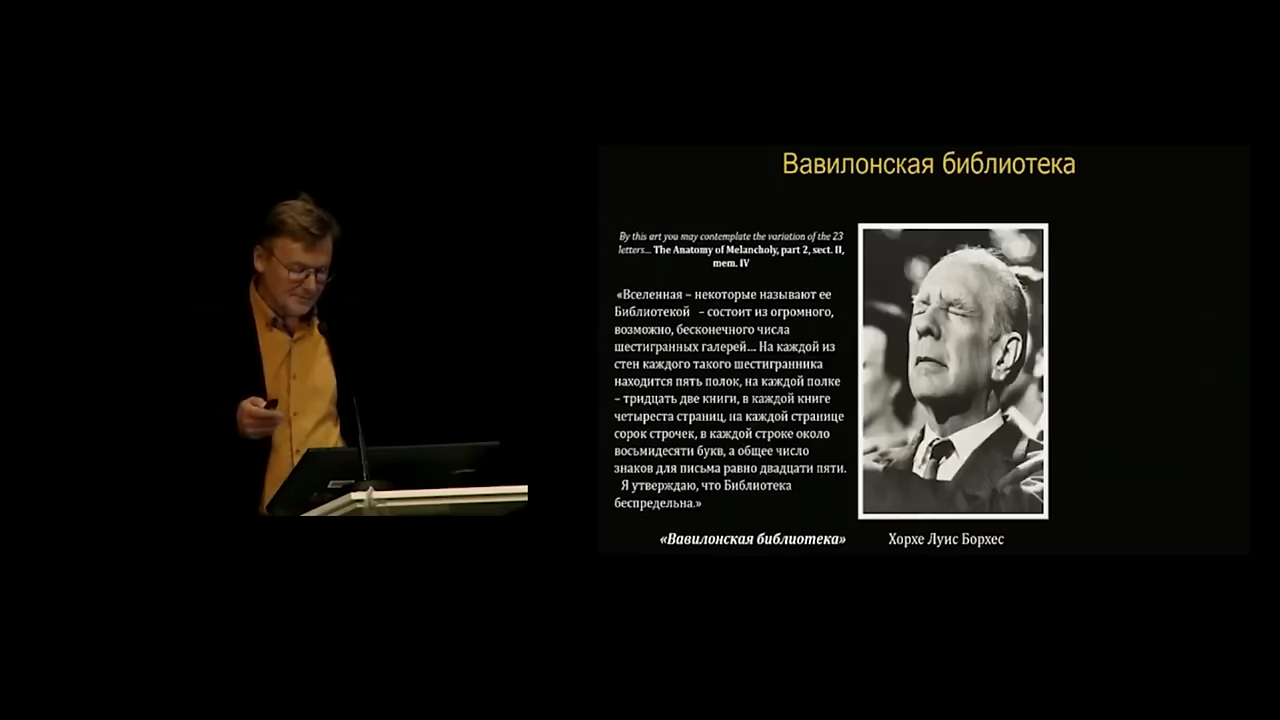 Вавилонская библиотека
By this art you may contemplate the variation of the 23
letters... The Anatomy of Melancholy, part 2, sect. II,
mem. IV
«Вселенная – некоторые называют ее
Библиотекой – состоит из огромного,
возможно, бесконечного числа
шестигранных галерей... На каждой из
стен каждого такого шестигранника
находится пять полок, на каждой полке
– тридцать две книги, в каждой книге
четыреста страниц, на каждой странице
сорок строчек, в каждой строке около
восьмидесяти букв, а общее число
знаков для письма равно двадцати пяти.
Я утверждаю, что Библиотека
беспредельна.»
«Вавилонская библиотека»
Хорхе Луис Борхес